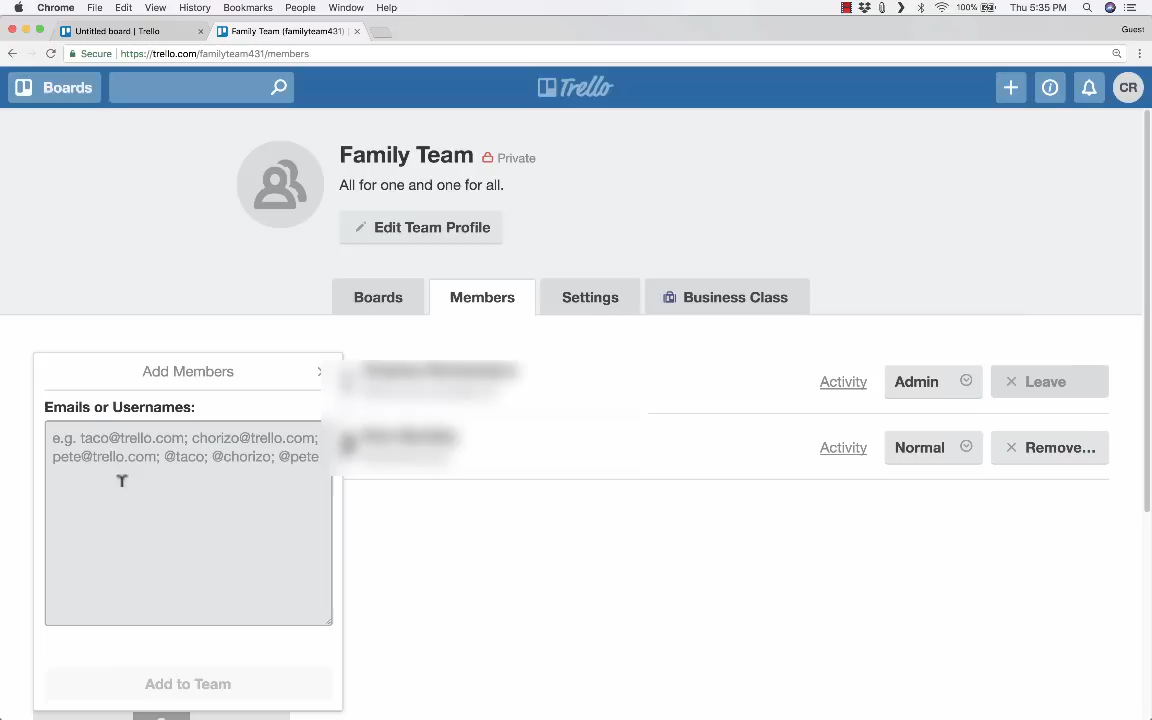 Chrome File Edit View History Bookmarks People Window Help 100% Thu 5:35 PM
Untitled board | Trello × Family Team (familyteam431) × Guest
Secure | https://trello.com/familyteam431/members
Boards Trello CR
Family Team Private
All for one and one for all.
Edit Team Profile
Boards Members Settings Business Class
Add Members ×
Emails or Usernames:
e.g. taco@trello.com; chorizo@trello.com;
pete@trello.com; @taco; @chorizo; @pete
Add to Team
Activity Admin × Leave
Activity Normal × Remove...